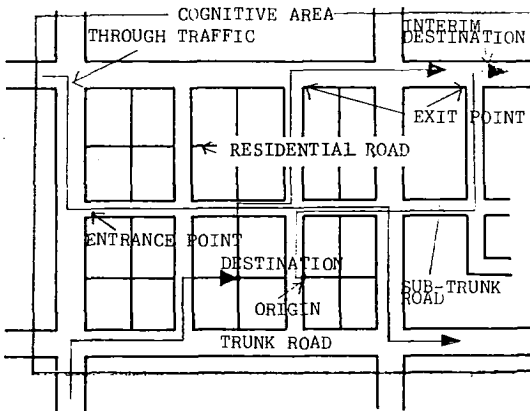 COGNITIVE AREA
INTERIM
DESTINATION
THROUGH TRAFFIC
EXIT POINT
RESIDENTIAL ROAD
ENTRANCE POINT
DESTINATION
SUB-TRUNK
ROAD
ORIGIN
TRUNK ROAD